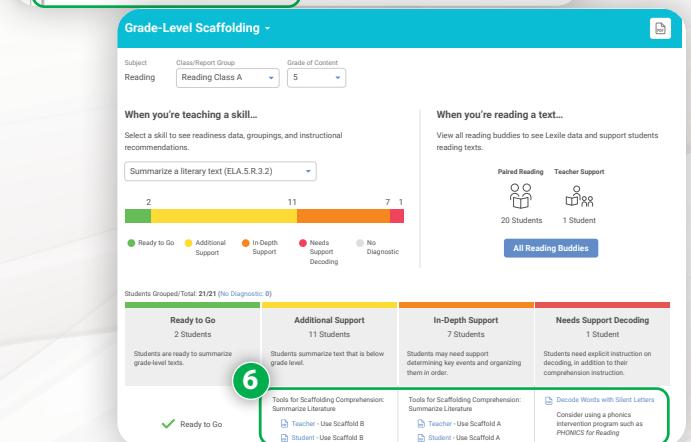 Grade-Level Scaffolding
PDF
Subject
Class/Report Group
Grade of Content
Reading
Reading Class A
5
When you're teaching a skill...
Select a skill to see readiness data, groupings, and instructional
recommendations.
Summarize a literary text (ELA.5.R.3.2)
2
11
7
1
Ready to Go
Additional
Support
In-Depth
Support
Needs
Support
Decoding
No
Diagnostic
When you're reading a text...
View all reading buddies to see Lexile data and support students
reading texts.
Paired Reading
Teacher Support
20 Students
1 Student
All Reading Buddies
Students Grouped/Total: 21/21 (No Diagnostic: 0)
Ready to Go
2 Students
Students are ready to summarize
grade-level texts.
Ready to Go
Additional Support
11 Students
Students summarize text that is below
grade level.
6
Tools for Scaffolding Comprehension:
Summarize Literature
Teacher - Use Scaffold B
Student - Use Scaffold B
In-Depth Support
7 Students
Students may need support
determining key events and organizing
them in order.
Tools for Scaffolding Comprehension:
Summarize Literature
Teacher - Use Scaffold A
Student - Use Scaffold A
Needs Support Decoding
1 Student
Students need explicit instruction on
decoding, in addition to their
comprehension instruction.
Decode Words with Silent Letters
Consider using a phonics
intervention program such as
PHONICS for Reading